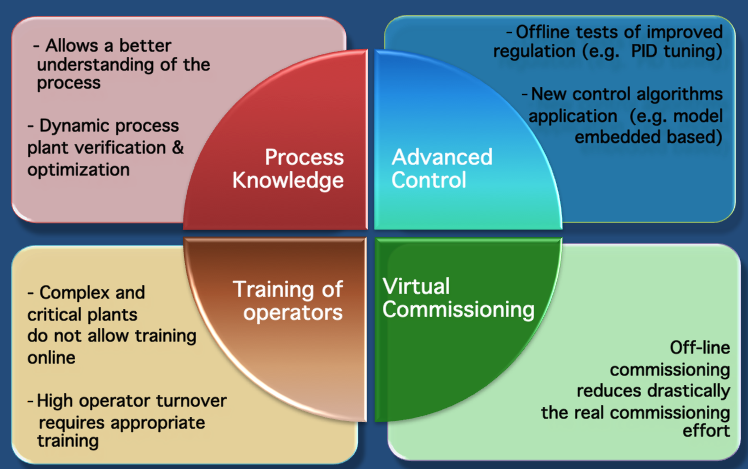 - Allows a better
understanding of the
process
- Dynamic process
plant verification &
optimization
Process
Knowledge
- Offline tests of improved
regulation (e.g. PID tuning)
- New control algorithms
application (e.g. model
embedded based)
Advanced
Control
- Complex and
critical plants
do not allow training
online
- High operator turnover
requires appropriate
training
Training of
operators
Virtual
Commissioning
Off-line
commissioning
reduces drastically
the real commissioning
effort